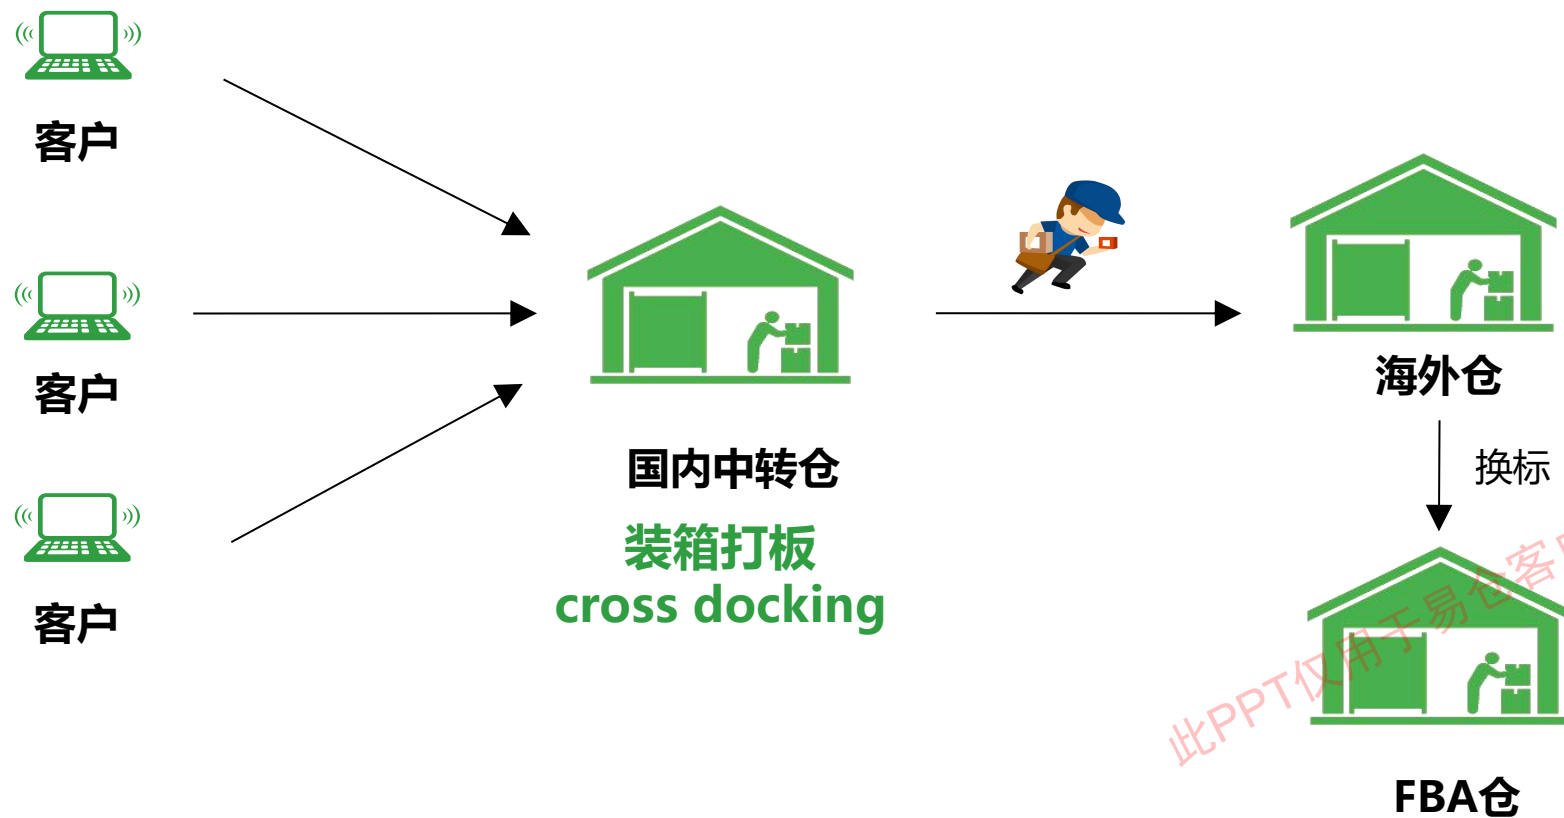 客户
客户
客户
国内中转仓
装箱打板
cross docking
海外仓
换标
FBA仓
此PPT仅用于易仓客